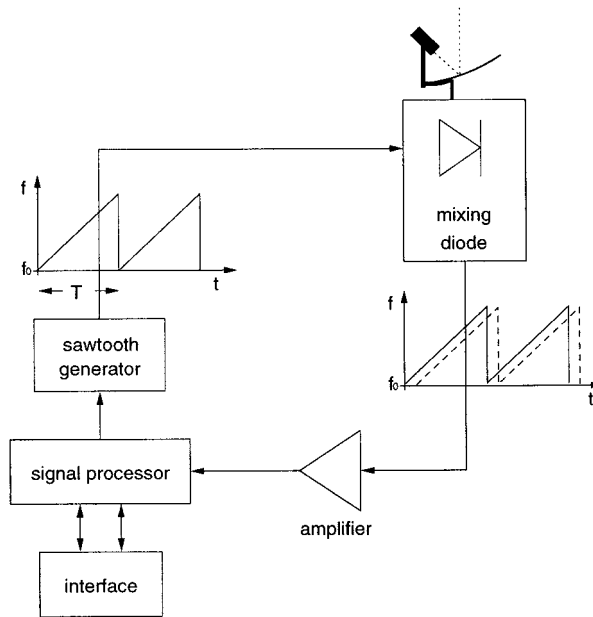 mixing
diode
f
f₀
T
t
f
f₀
t
sawtooth
generator
signal processor
amplifier
interface